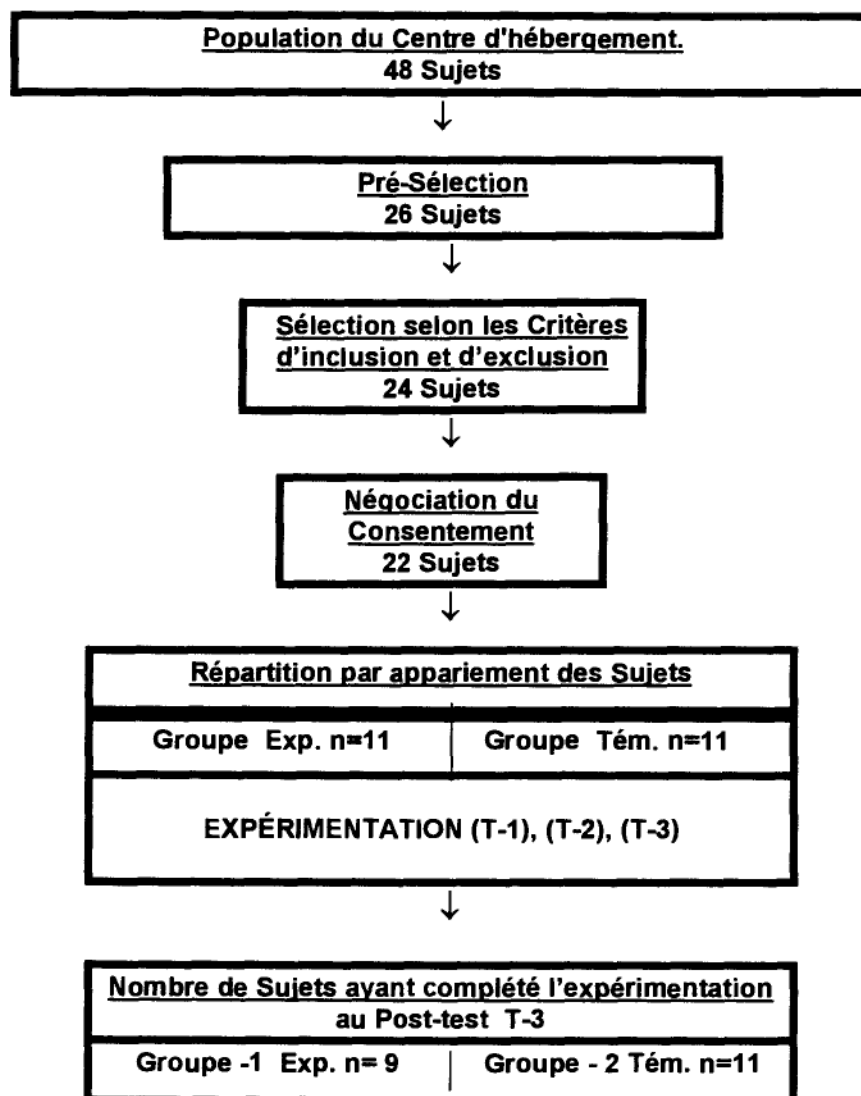 Population du Centre d'hébergement.
48 Sujets
↓
Pré-Sélection
26 Sujets
↓
Sélection selon les Critères
d'inclusion et d'exclusion
24 Sujets
↓
Négociation du
Consentement
22 Sujets
↓
Répartition par appariement des Sujets
Groupe Exp. n=11 Groupe Tém. n=11
EXPÉRIMENTATION (T-1), (T-2), (T-3)
↓
Nombre de Sujets ayant complété l'expérimentation
au Post-test T-3
Groupe -1 Exp. n= 9 Groupe - 2 Tém. n=11